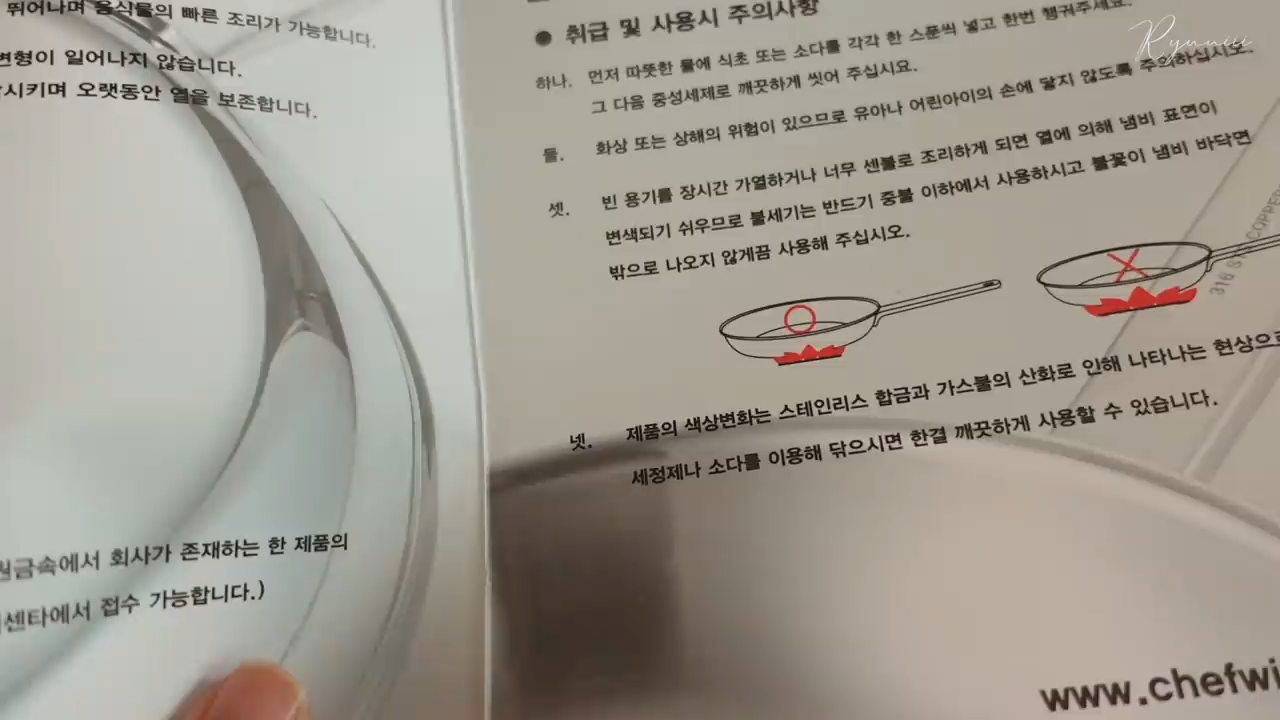 뛰어나며 음식물의 빠른 조리가 가능합니다.
변형이 일어나지 않습니다.
시키며 오랫동안 열을 보존합니다.
원금속에서 회사가 존재하는 한 제품의
센타에서 접수 가능합니다.)
● 취급 및 사용시 주의사항
하나. 먼저 따뜻한 물에 식초 또는 소다를 각각 한 스푼씩 넣고 한번 헹궈주세요.
그 다음 중성세제로 깨끗하게 씻어 주십시요.
둘. 화상 또는 상해의 위험이 있으므로 유아나 어린아이의 손에 닿지 않도록 주의하십시오.
셋. 빈 용기를 장시간 가열하거나 너무 센불로 조리하게 되면 열에 의해 냄비 표면이
변색되기 쉬우므로 불세기는 반드기 중불 이하에서 사용하시고 불꽃이 냄비 바닥면
밖으로 나오지 않게끔 사용해 주십시오.
넷. 제품의 색상변화는 스테인리스 합금과 가스불의 산화로 인해 나타나는 현상으로
세정제나 소다를 이용해 닦으시면 한결 깨끗하게 사용할 수 있습니다.
316 STS COPPER
www.chefwi
Ryuniii